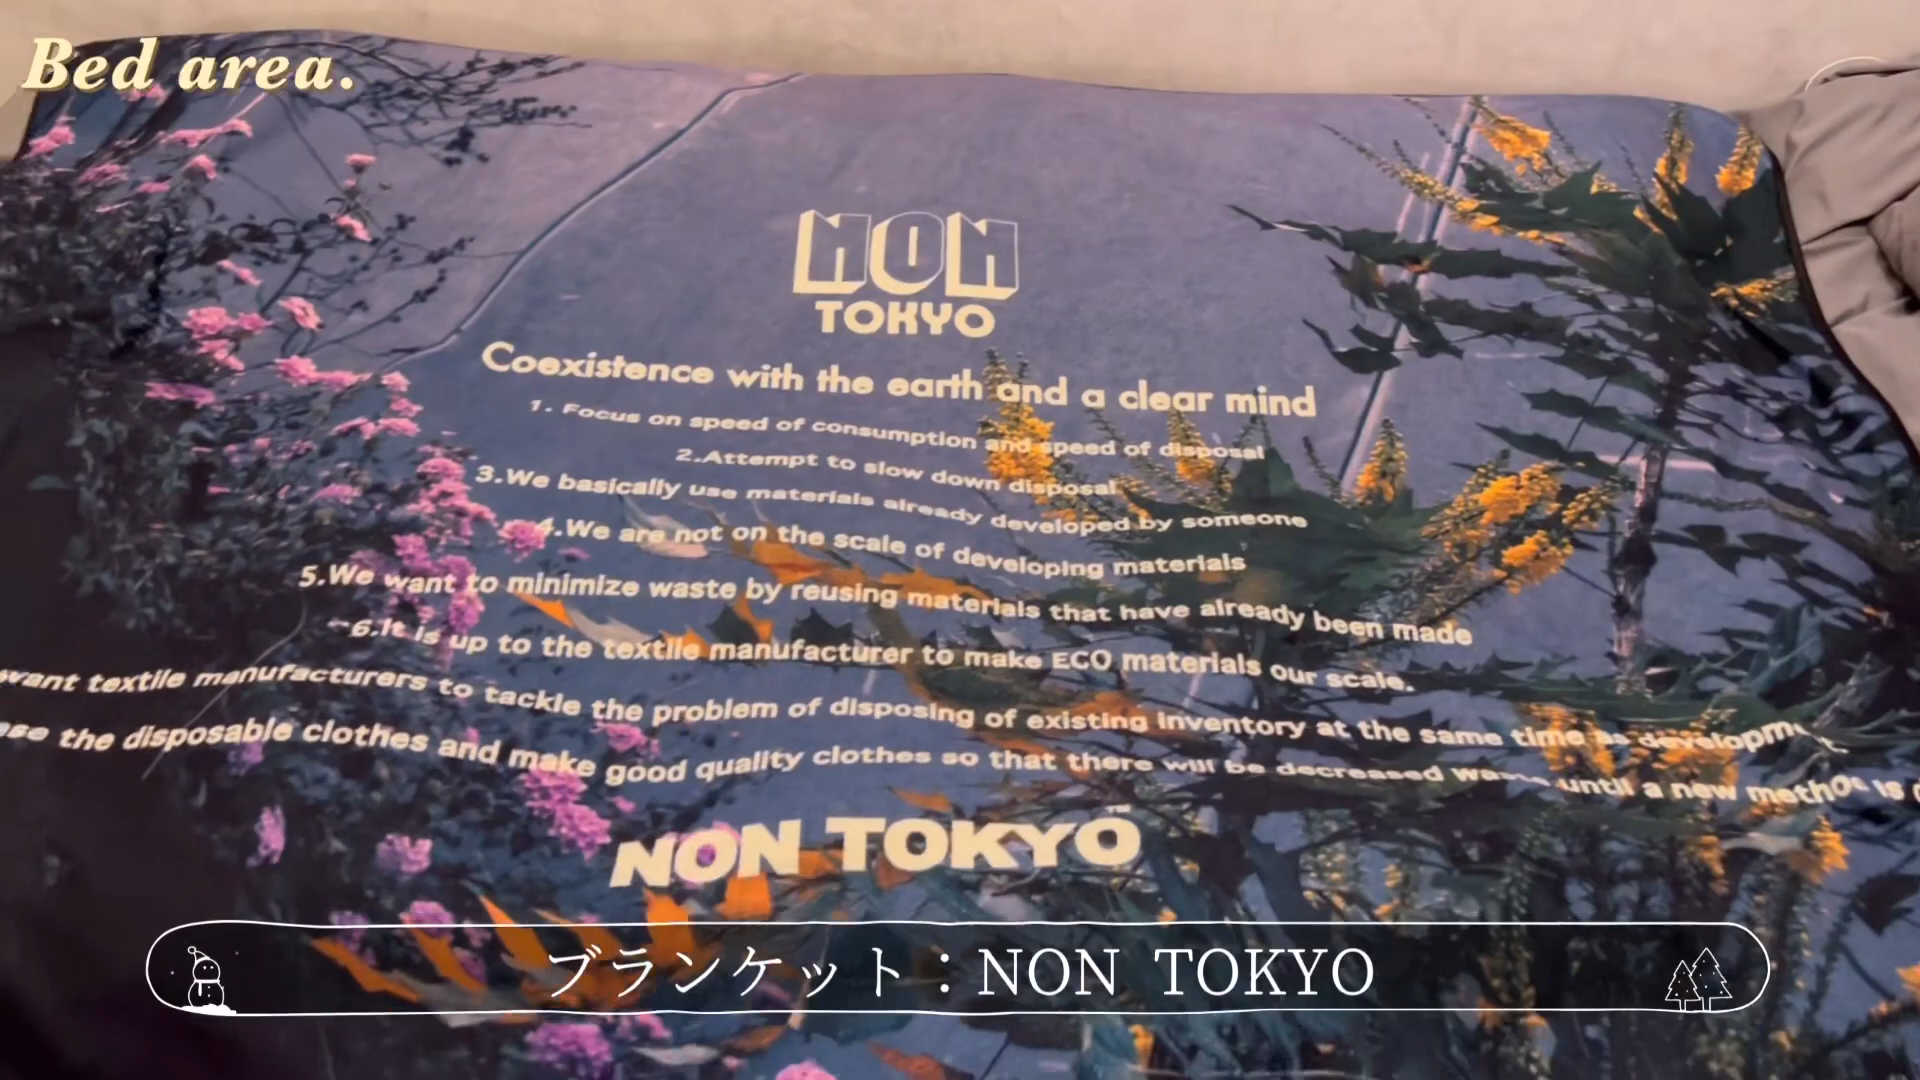 Bed area.
NON
TOKYO
Coexistence with the earth and a clear mind
1. Focus on speed of consumption and speed of disposal
2.Attempt to slow down disposal
3.We basically use materials already developed by someone
4.We are not on the scale of developing materials
5.We want to minimize waste by reusing materials that have already been made
6.It is up to the textile manufacturer to make ECO materials our scale.
want textile manufacturers to tackle the problem of disposing of existing inventory at the same time as
the disposable clothes and make good quality clothes so that there will be decreased until a new method is
NON TOKYO™
ブランケット：NON TOKYO